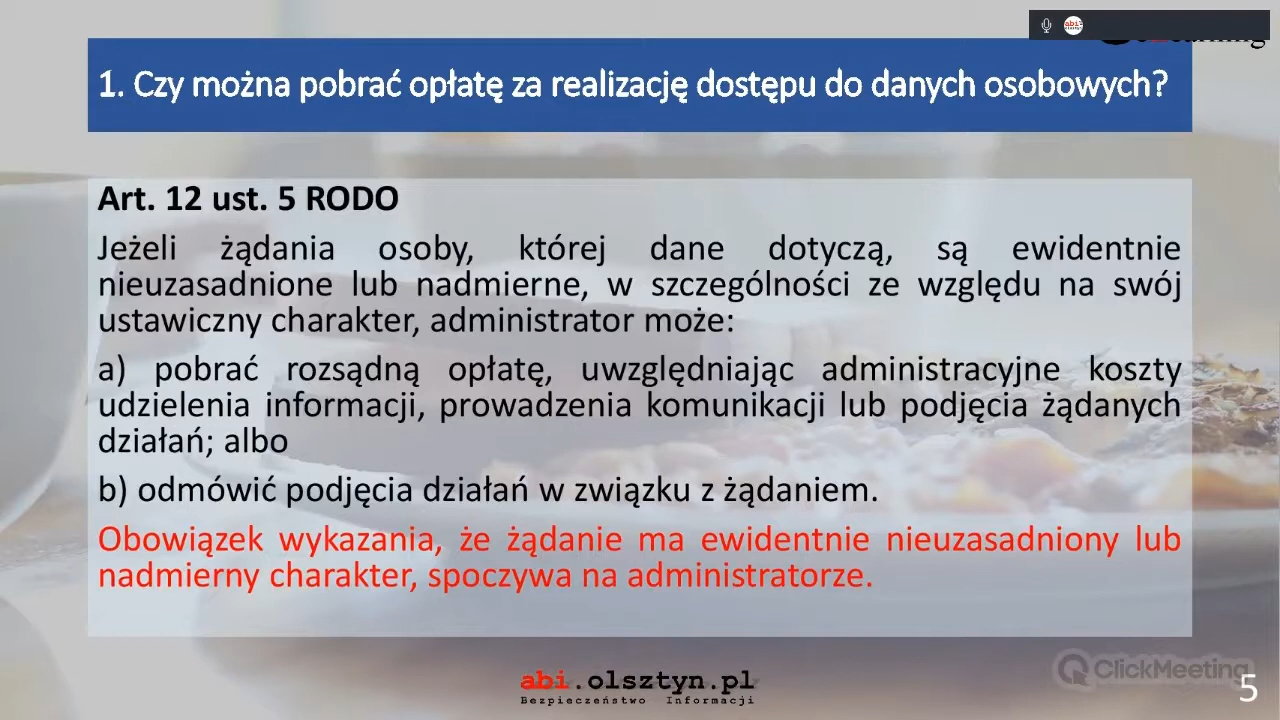 1. Czy można pobrać opłatę za realizację dostępu do danych osobowych?
Art. 12 ust. 5 RODO
Jeżeli żądania osoby, której dane dotyczą, są ewidentnie
nieuzasadnione lub nadmierne, w szczególności ze względu na swój
ustawiczny charakter, administrator może:
a) pobrać rozsądną opłatę, uwzględniając administracyjne koszty
udzielenia informacji, prowadzenia komunikacji lub podjęcia żądanych
działań; albo
b) odmówić podjęcia działań w związku z żądaniem.
Obowiązek wykazania, że żądanie ma ewidentnie nieuzasadniony lub
nadmierny charakter, spoczywa na administratorze.
abi.olsztyn.pl
Bezpieczeństwo Informacji
ClickMeeting
5